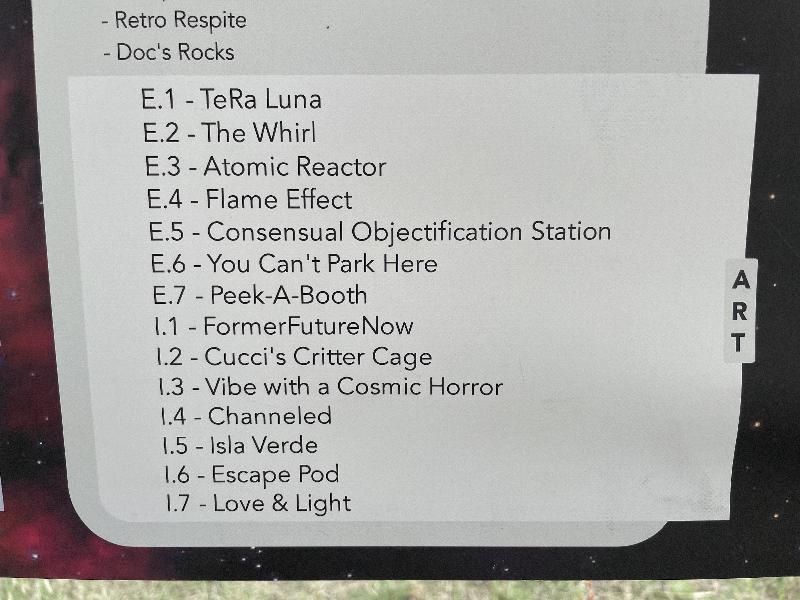 - Retro Respite
- Doc's Rocks
E.1 - TeRa Luna
E.2 - The Whirl
E.3 - Atomic Reactor
E.4 - Flame Effect
E.5 - Consensual Objectification Station
E.6 - You Can't Park Here
E.7 - Peek-A-Booth
I.1 - FormerFutureNow
I.2 - Cucci's Critter Cage
I.3 - Vibe with a Cosmic Horror
I.4 - Channeled
I.5 - Isla Verde
I.6 - Escape Pod
I.7 - Love & Light
A
R
T